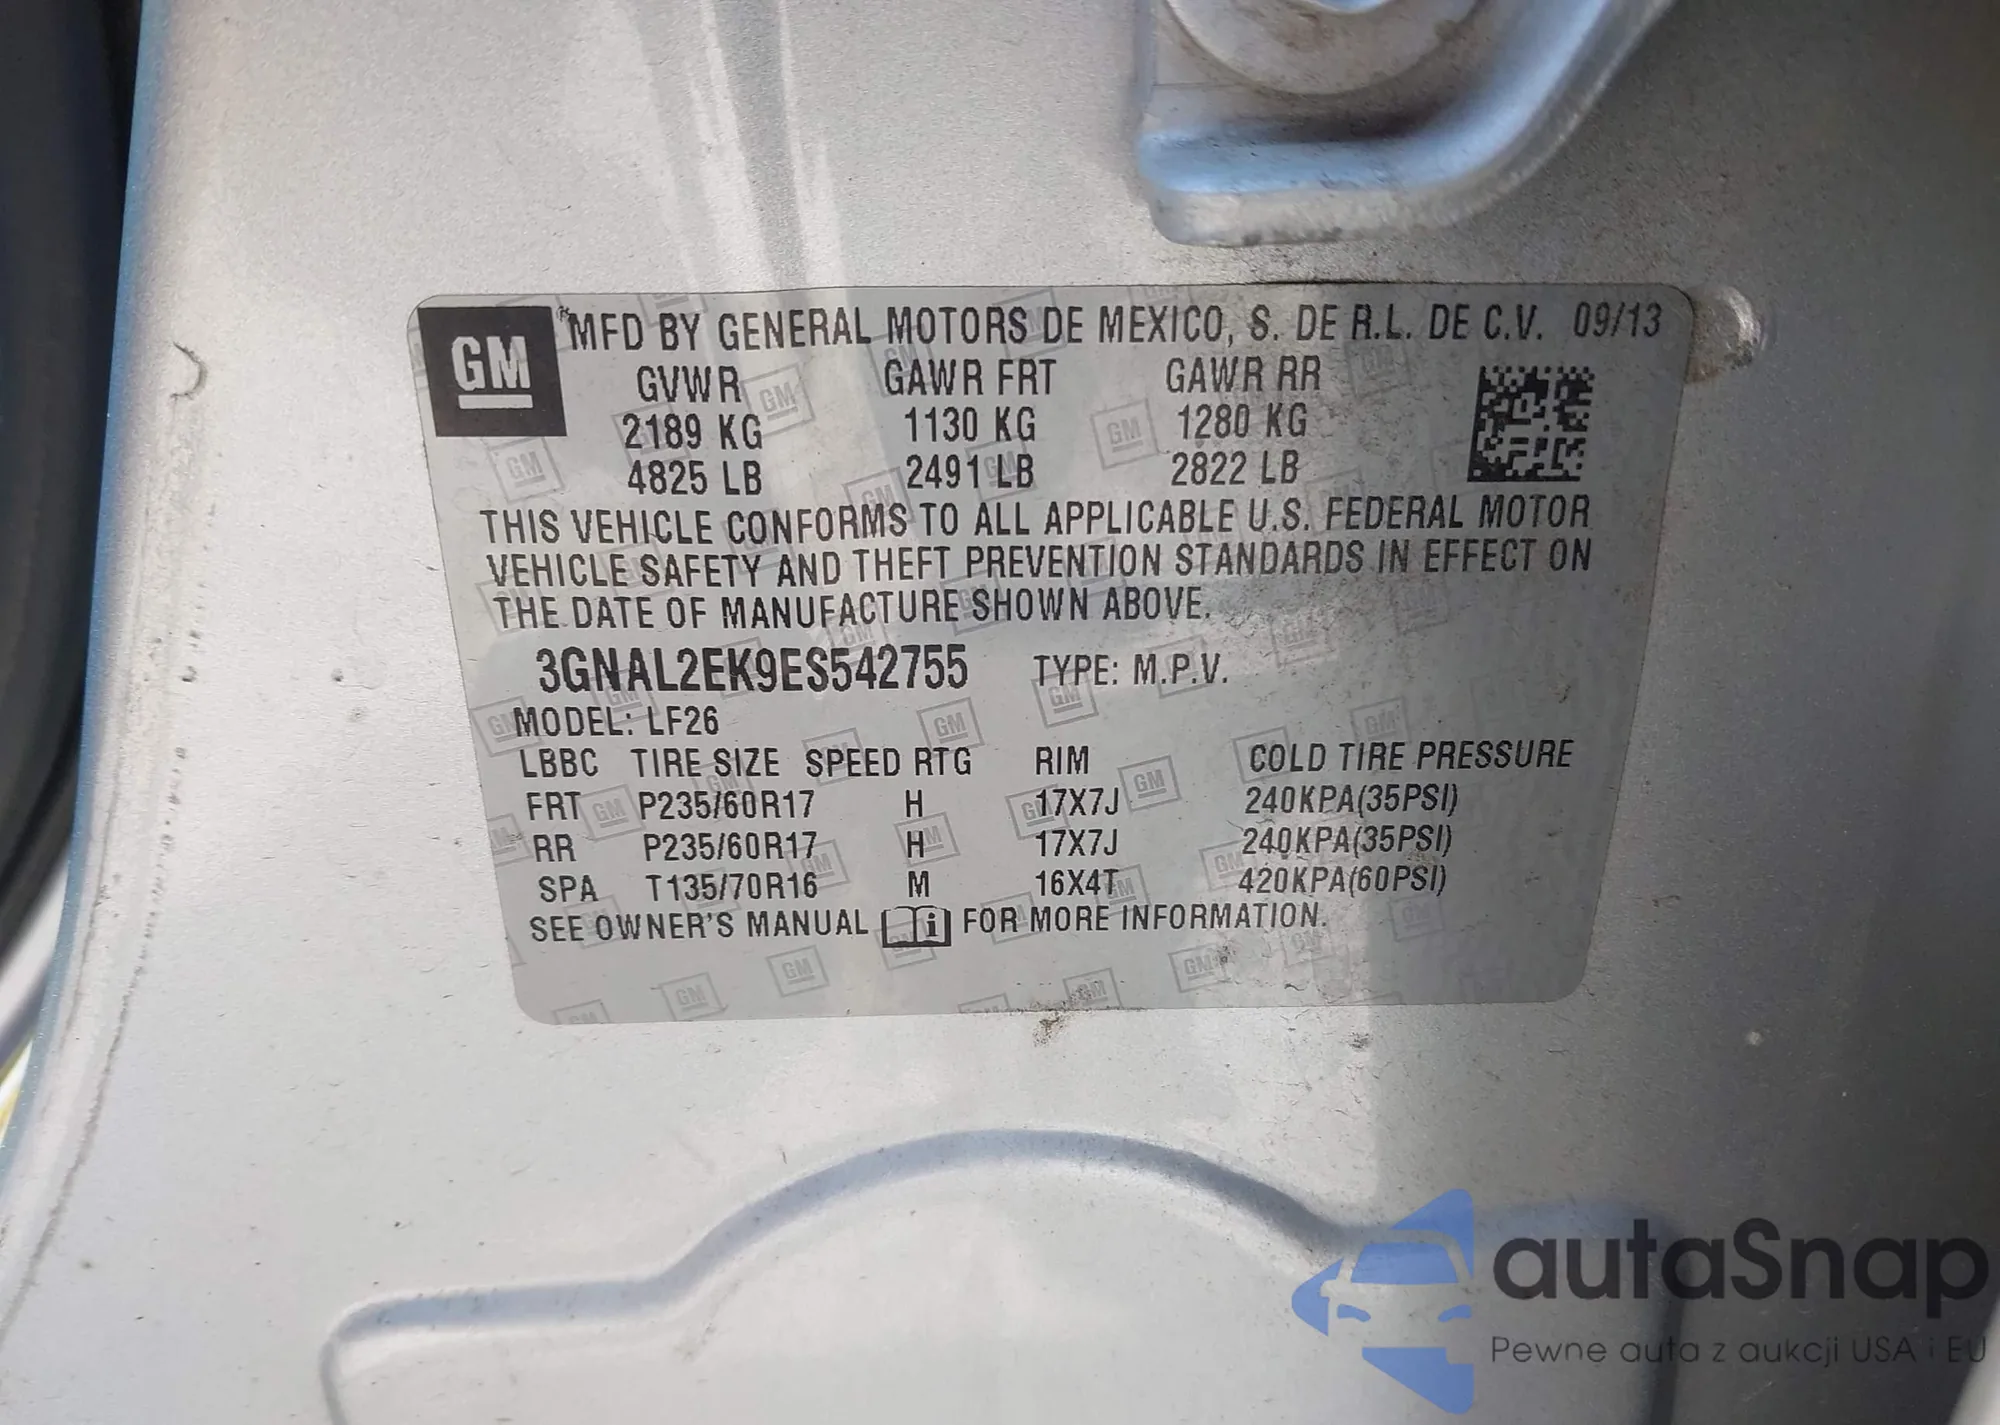 GM
MFD BY GENERAL MOTORS DE MEXICO, S. DE R.L. DE C.V. 09/13
GVWR GAWR FRT GAWR RR
2189 KG 1130 KG 1280 KG
4825 LB 2491 LB 2822 LB
THIS VEHICLE CONFORMS TO ALL APPLICABLE U.S. FEDERAL MOTOR
VEHICLE SAFETY AND THEFT PREVENTION STANDARDS IN EFFECT ON
THE DATE OF MANUFACTURE SHOWN ABOVE.
3GNAL2EK9ES542755 TYPE: M.P.V.
MODEL: LF26
LBBC TIRE SIZE SPEED RTG RIM COLD TIRE PRESSURE
FRT P235/60R17 H 17X7J 240KPA(35PSI)
RR P235/60R17 H 17X7J 240KPA(35PSI)
SPA T135/70R16 M 16X4T 420KPA(60PSI)
SEE OWNER'S MANUAL i FOR MORE INFORMATION.
autaSnap
Pewne auta z aukcji USA i EU